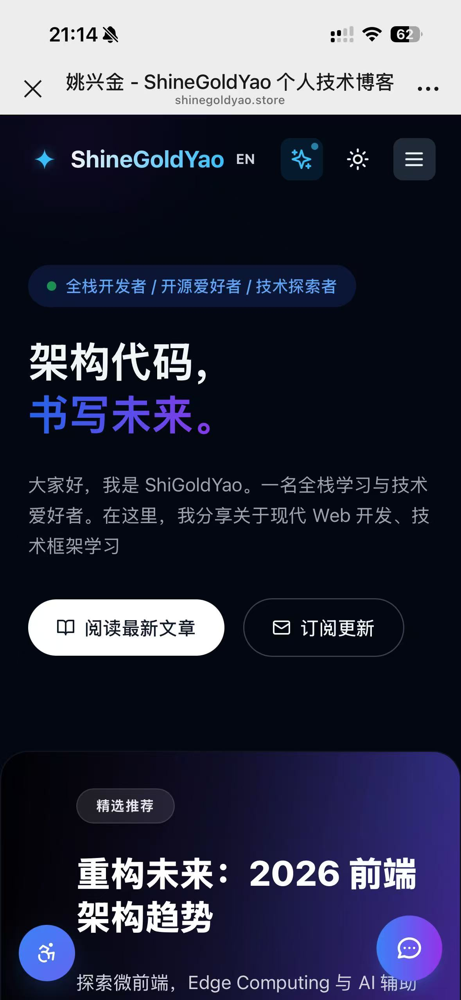 21:14
62
姚兴金 - ShineGoldYao 个人技术博客
shinegoldyao.store
ShineGoldYao EN
全栈开发者 / 开源爱好者 / 技术探索者
架构代码，
书写未来。
大家好，我是 ShiGoldYao。一名全栈学习与技术
爱好者。在这里，我分享关于现代 Web 开发、技
术框架学习
阅读最新文章 订阅更新
精选推荐
重构未来：2026 前端
架构趋势
探索微前端，Edge Computing 与 AI 辅助